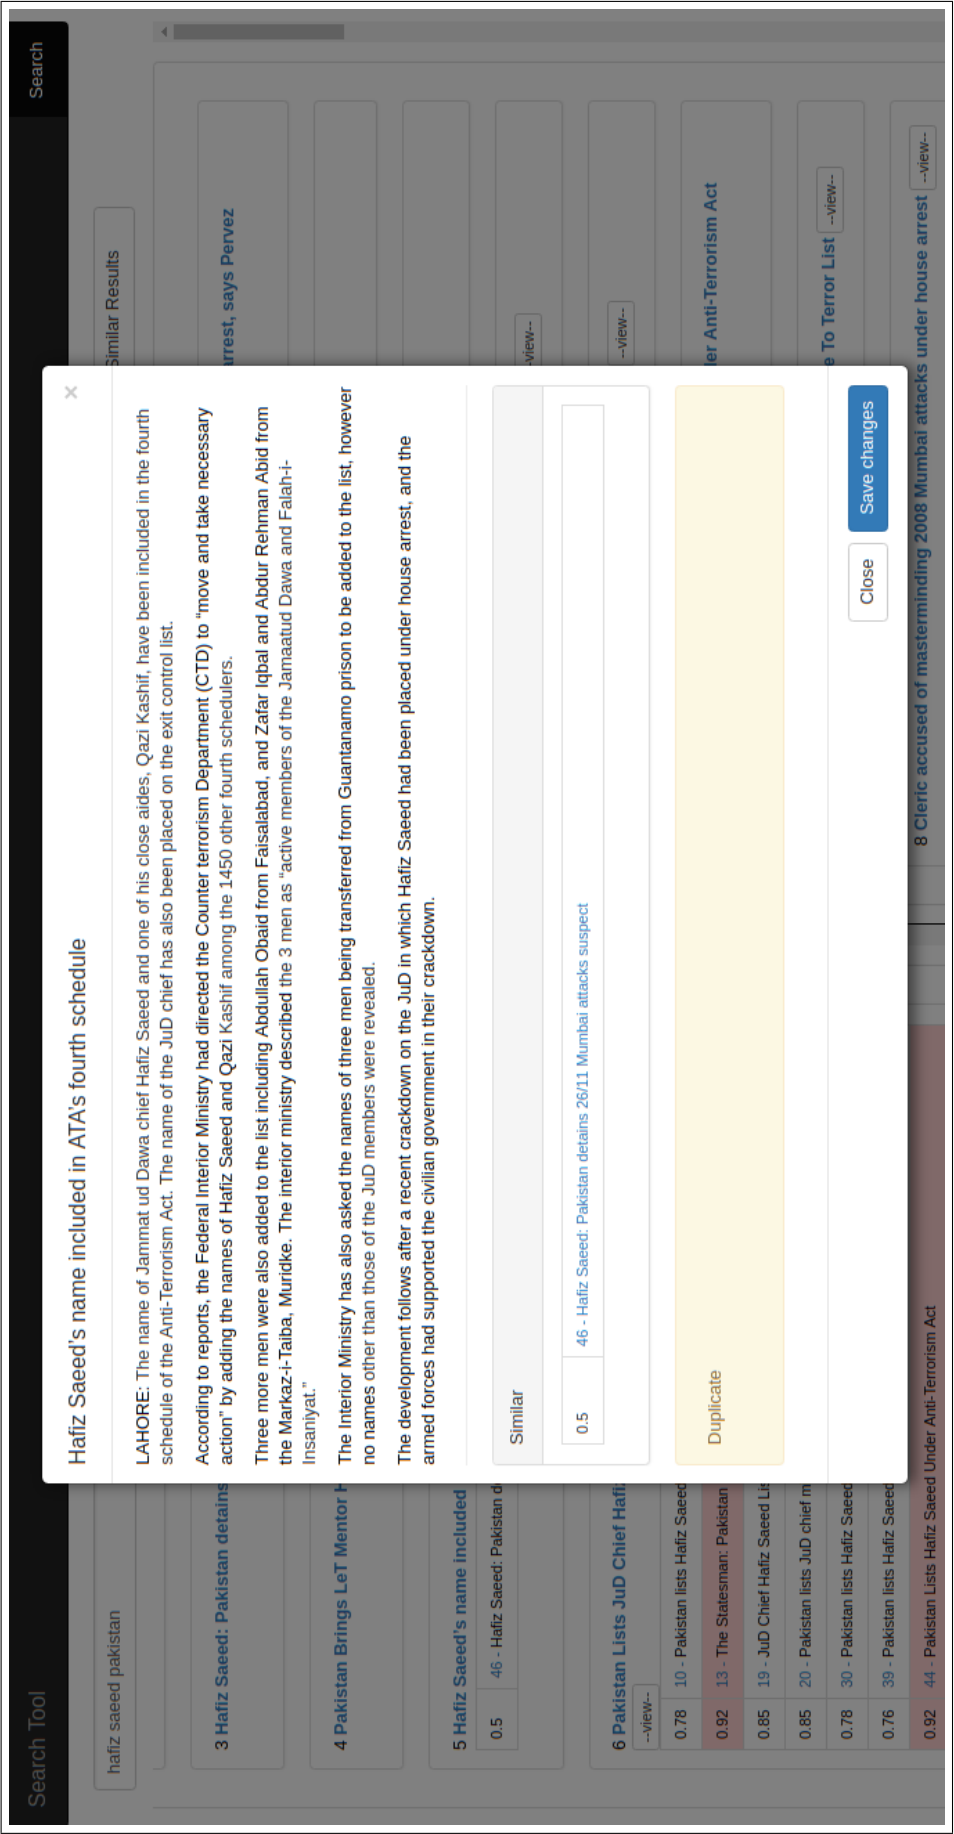 Search Tool
Search
hafiz saeed pakistan
Similar Results
Hafiz Saeed's name included in ATA's fourth schedule
×
LAHORE: The name of Jammat ud Dawa chief Hafiz Saeed and one of his close aides, Qazi Kashif, have been included in the fourth
schedule of the Anti-Terrorism Act. The name of the JuD chief has also been placed on the exit control list.
According to reports, the Federal Interior Ministry had directed the Counter terrorism Department (CTD) to "move and take necessary
action" by adding the names of Hafiz Saeed and Qazi Kashif among the 1450 other fourth schedulers.
Three more men were also added to the list including Abdullah Obaid from Faisalabad, and Zafar Iqbal and Abdur Rehman Abid from
the Markaz-i-Taiba, Muridke. The interior ministry described the 3 men as "active members of the Jamaatud Dawa and Falah-i-
Insaniyat."
The Interior Ministry has also asked the names of three men being transferred from Guantanamo prison to be added to the list, however
no names other than those of the JuD members were revealed.
The development follows after a recent crackdown on the JuD in which Hafiz Saeed had been placed under house arrest, and the
armed forces had supported the civilian government in their crackdown.
Similar
0.5 46 - Hafiz Saeed: Pakistan detains 26/11 Mumbai attacks suspect
Duplicate
Close Save changes
3 Hafiz Saeed: Pakistan detains
4 Pakistan Brings LeT Mentor H
5 Hafiz Saeed's name included
0.5 46 - Hafiz Saeed: Pakistan d
6 Pakistan Lists JuD Chief Hafiz
--view--
0.78 10 - Pakistan lists Hafiz Saeed
0.92 13 - The Statesman: Pakistan
0.85 19 - JuD Chief Hafiz Saeed Lis
0.85 20 - Pakistan lists JuD chief m
0.78 30 - Pakistan lists Hafiz Saeed
0.76 39 - Pakistan lists Hafiz Saeed
0.92 44 - Pakistan Lists Hafiz Saeed Under Anti-Terrorism Act
arrest, says Pervez
-view--
--view--
ler Anti-Terrorism Act
e To Terror List --view--
8 Cleric accused of masterminding 2008 Mumbai attacks under house arrest --view--